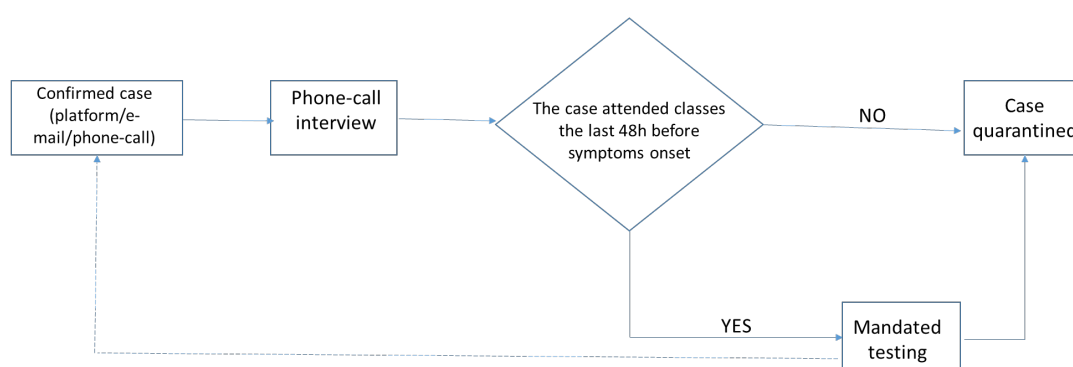 Confirmed case
(platform/e-
mail/phone-call)
Phone-call
interview
The case attended classes
the last 48h before
symptoms onset
NO
Case
quarantined
YES
Mandated
testing